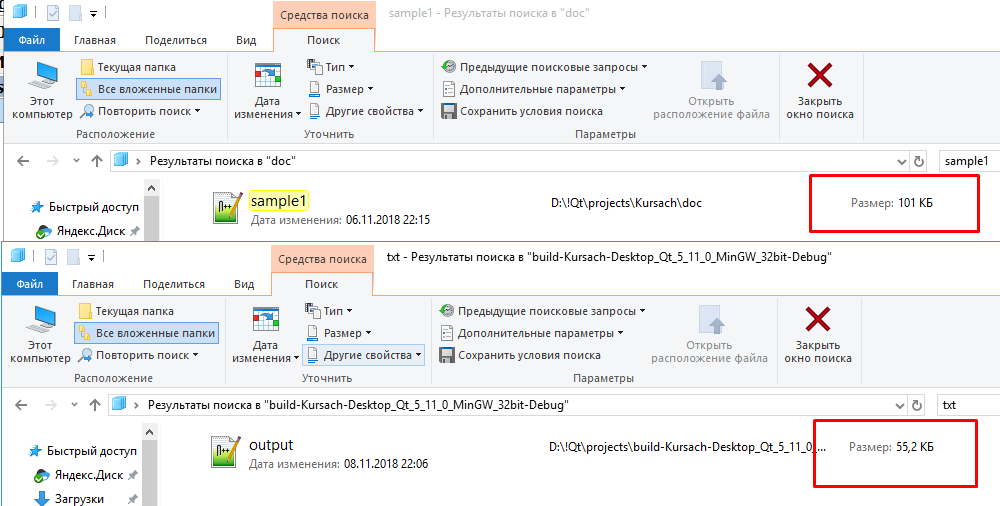 Средства поиска
sample1 - Результаты поиска в "doc"
Файл Главная Поделиться Вид Поиск
Этот компьютер
Текущая папка
Все вложенные папки
Повторить поиск
Расположение
Дата изменения
Тип
Размер
Другие свойства
Уточнить
Предыдущие поисковые запросы
Дополнительные параметры
Сохранить условия поиска
Параметры
Открыть расположение файла
Закрыть окно поиска
Результаты поиска в "doc"
sample1
Быстрый доступ
Яндекс.Диск
sample1
Дата изменения: 06.11.2018 22:15
D:\!Qt\projects\Kursach\doc
Размер: 101 КБ
Средства поиска
txt - Результаты поиска в "build-Kursach-Desktop_Qt_5_11_0_MinGW_32bit-Debug"
Файл Главная Поделиться Вид Поиск
Этот компьютер
Текущая папка
Все вложенные папки
Повторить поиск
Расположение
Дата изменения
Тип
Размер
Другие свойства
Уточнить
Предыдущие поисковые запросы
Дополнительные параметры
Сохранить условия поиска
Параметры
Открыть расположение файла
Закрыть окно поиска
Результаты поиска в "build-Kursach-Desktop_Qt_5_11_0_MinGW_32bit-Debug"
txt
Быстрый доступ
Яндекс.Диск
Загрузки
output
Дата изменения: 08.11.2018 22:06
D:\!Qt\projects\build-Kursach-Desktop_Qt_5_11_0_...
Размер: 55,2 КБ